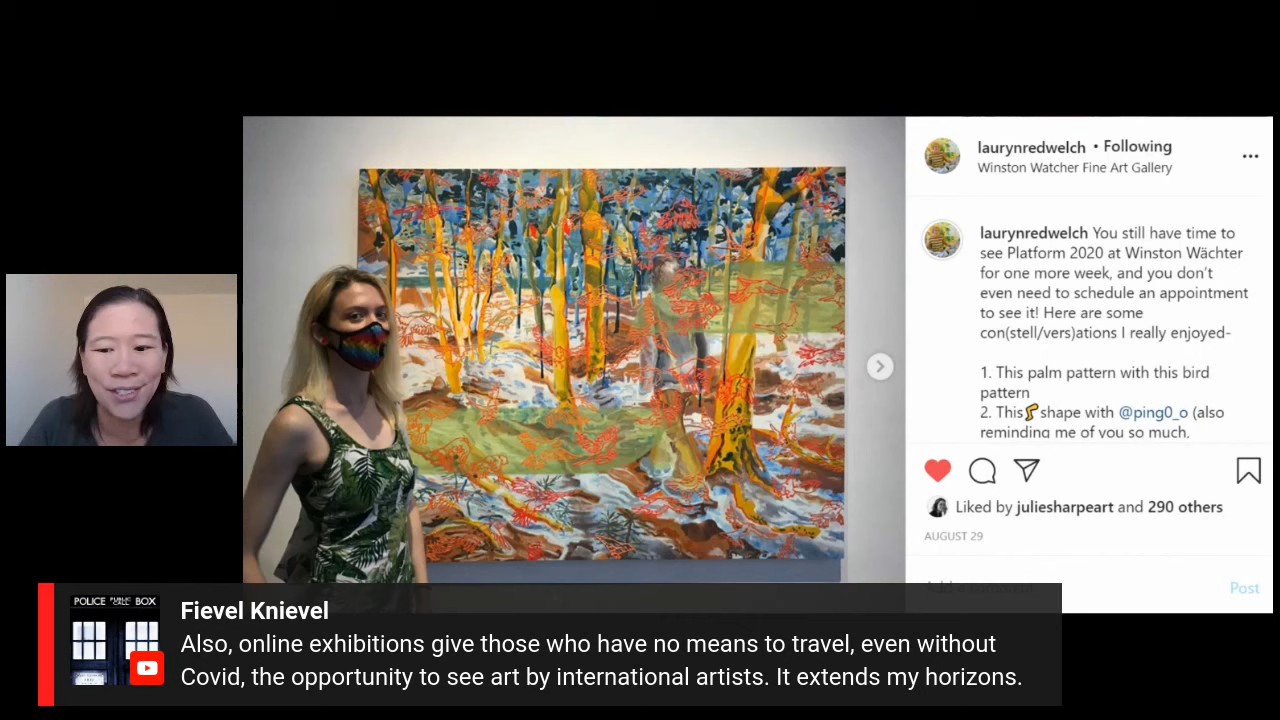 laurynredwelch • Following
Winston Watcher Fine Art Gallery
laurynredwelch You still have time to
see Platform 2020 at Winston Wächter
for one more week, and you don't
even need to schedule an appointment
to see it! Here are some
con(stell/vers)ations I really enjoyed-
1. This palm pattern with this bird
pattern
2. This shape with @ping0_o (also
reminding me of you so much.
Liked by juliesharpeart and 290 others
AUGUST 29
Add a comment
Post
POLICE PUBLIC CALL BOX
Fievel Knievel
Also, online exhibitions give those who have no means to travel, even without
Covid, the opportunity to see art by international artists. It extends my horizons.